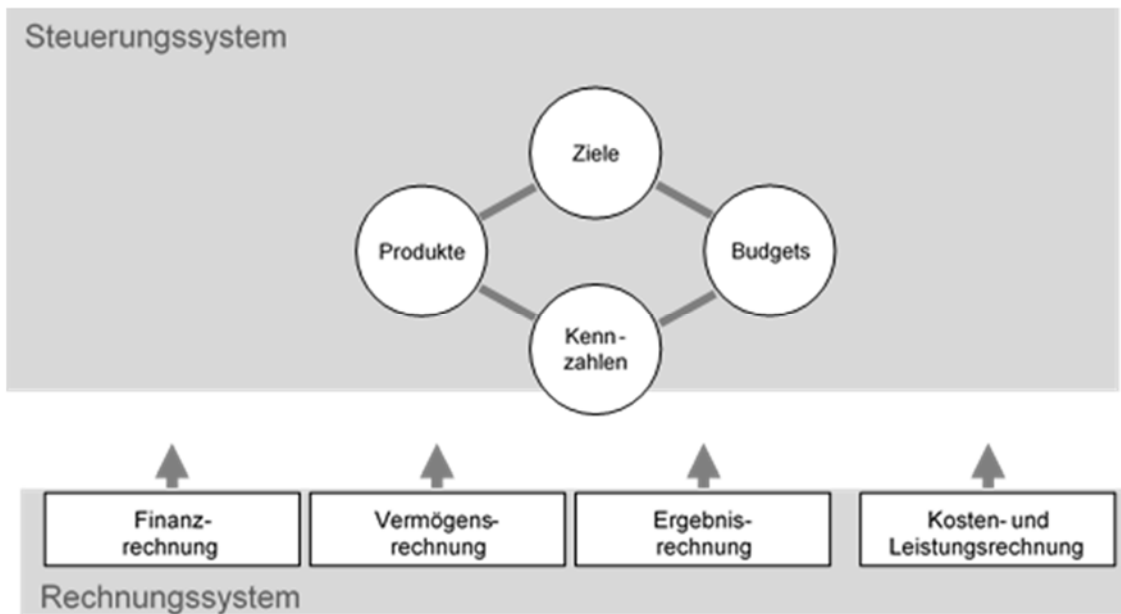 Steuerungssystem
Ziele
Produkte
Budgets
Kenn-
zahlen
Finanz-
rechnung
Vermögens-
rechnung
Ergebnis-
rechnung
Kosten- und
Leistungsrechnung
Rechnungssystem